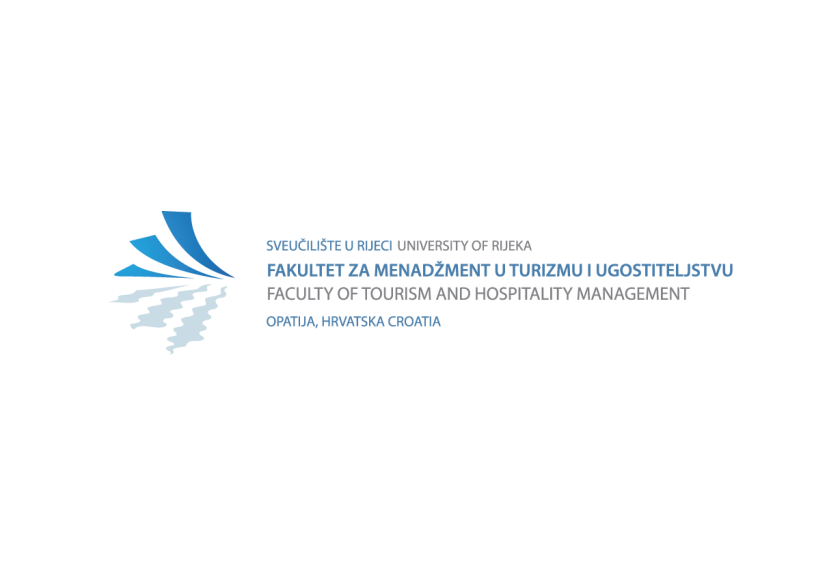 SVEUČILIŠTE U RIJECI UNIVERSITY OF RIJEKA
FAKULTET ZA MENADŽMENT U TURIZMU I UGOSTITELJSTVU
FACULTY OF TOURISM AND HOSPITALITY MANAGEMENT
OPATIJA, HRVATSKA CROATIA